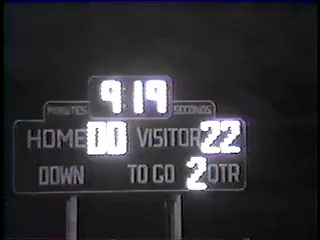 9 19
MINUTES SECONDS
HOME 00 VISITOR 22
DOWN TO GO 2 QTR